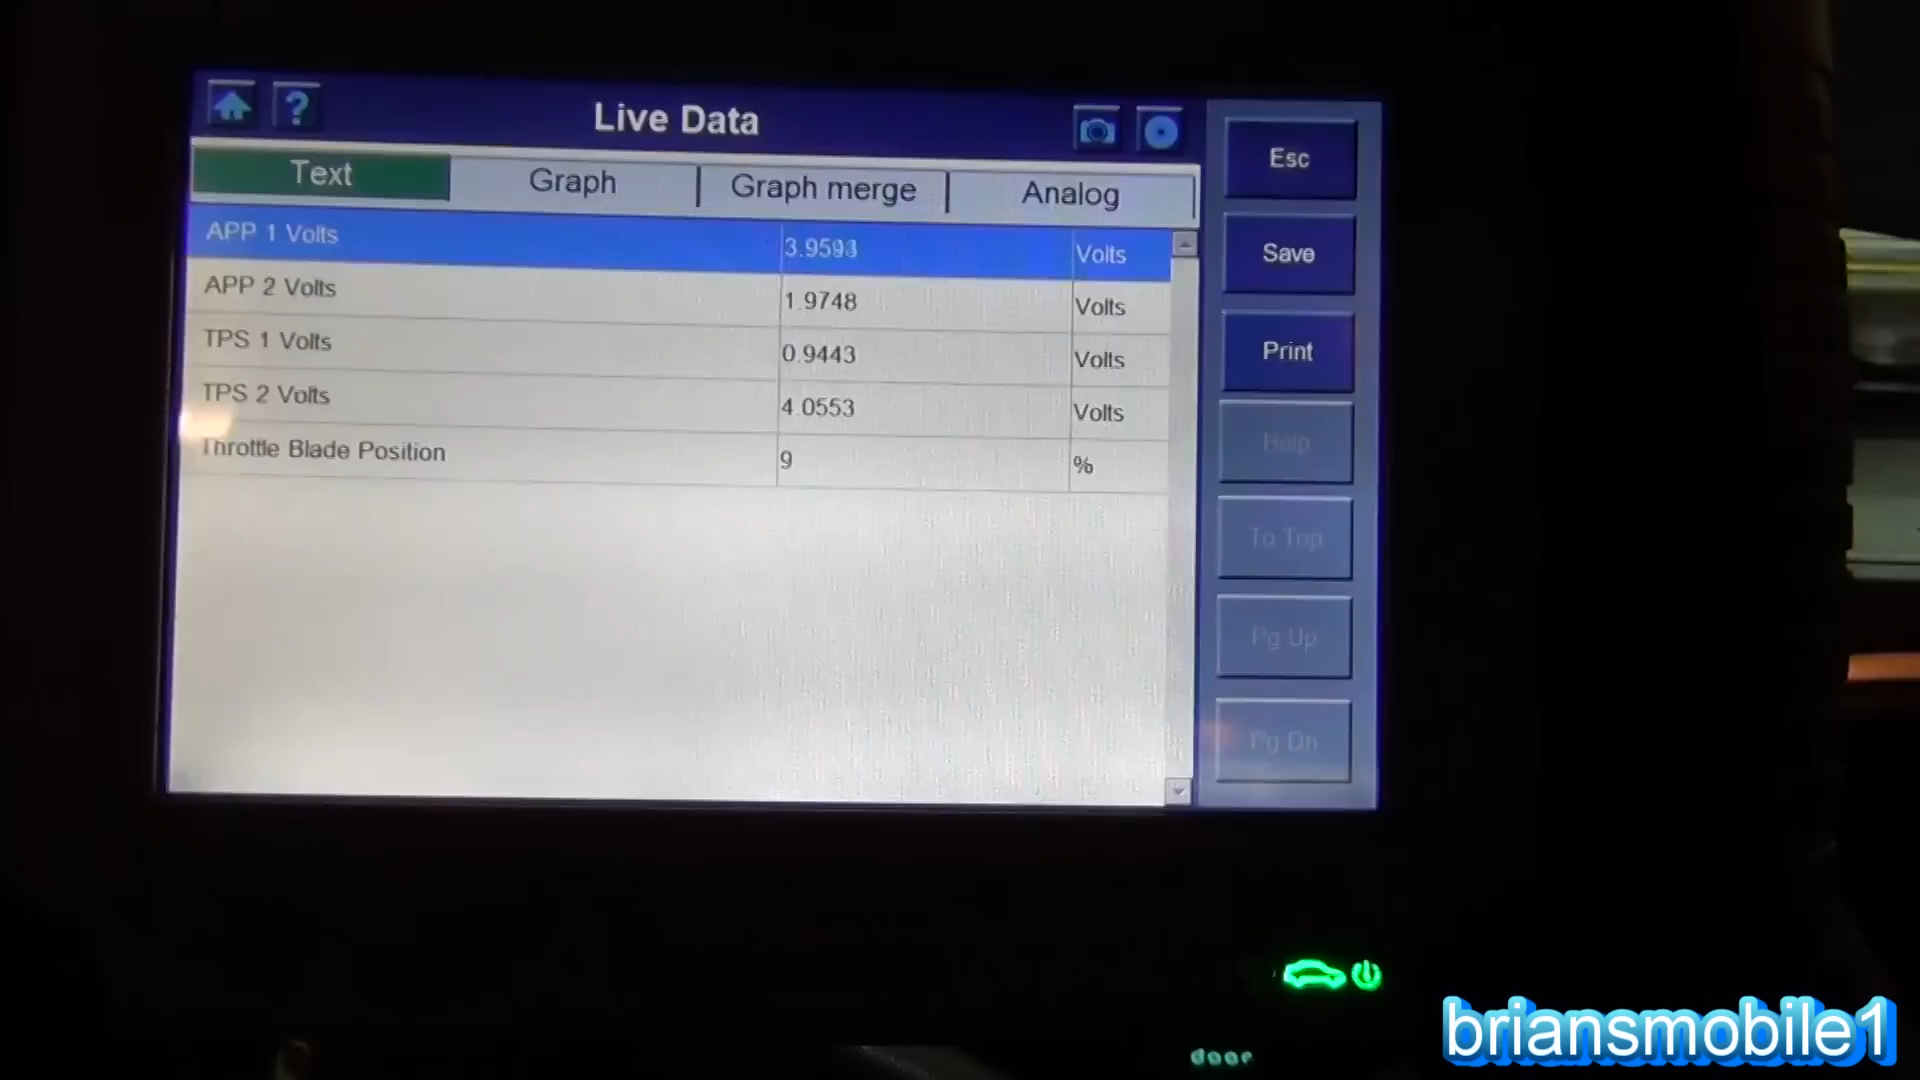 Live Data
Text Graph Graph merge Analog
APP 1 Volts 3.9593 Volts
APP 2 Volts 1.9748 Volts
TPS 1 Volts 0.9443 Volts
TPS 2 Volts 4.0553 Volts
Throttle Blade Position 9 %
Esc
Save
Print
Help
To Top
Pg Up
Pg Dn
door
briansmobile1